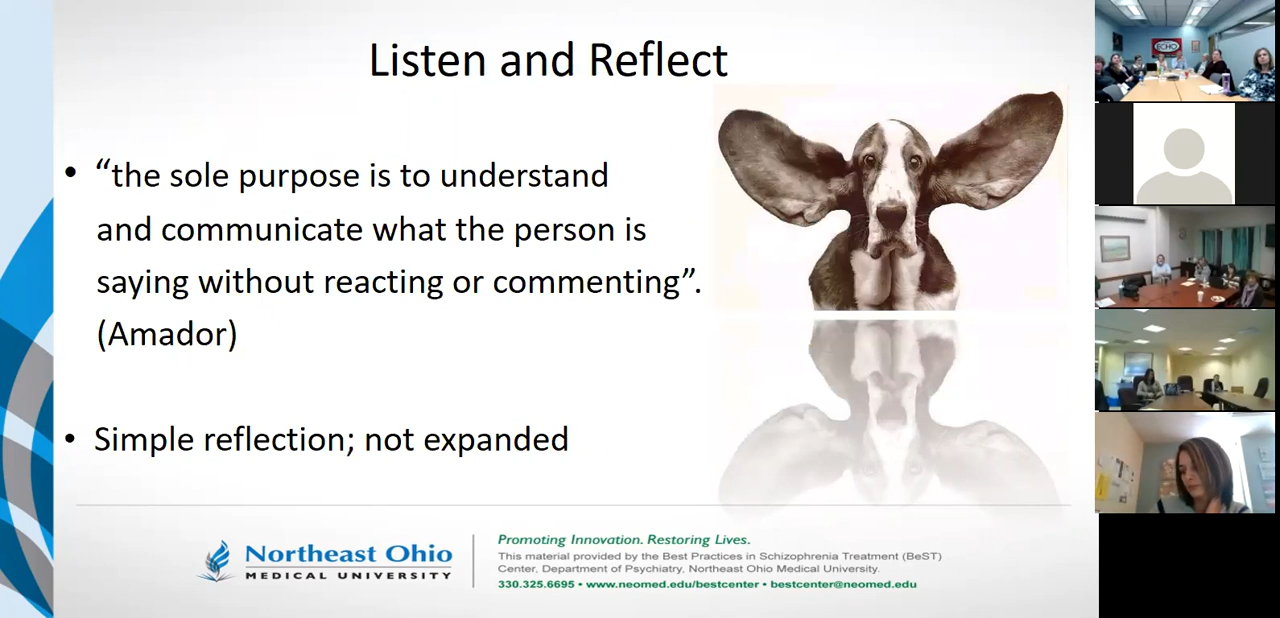 Listen and Reflect
• “the sole purpose is to understand
and communicate what the person is
saying without reacting or commenting”.
(Amador)
• Simple reflection; not expanded
Northeast Ohio
MEDICAL UNIVERSITY
Promoting Innovation. Restoring Lives.
This material provided by the Best Practices in Schizophrenia Treatment (BeST)
Center, Department of Psychiatry, Northeast Ohio Medical University.
330.325.6695 • www.neomed.edu/bestcenter • bestcenter@neomed.edu
ECHO